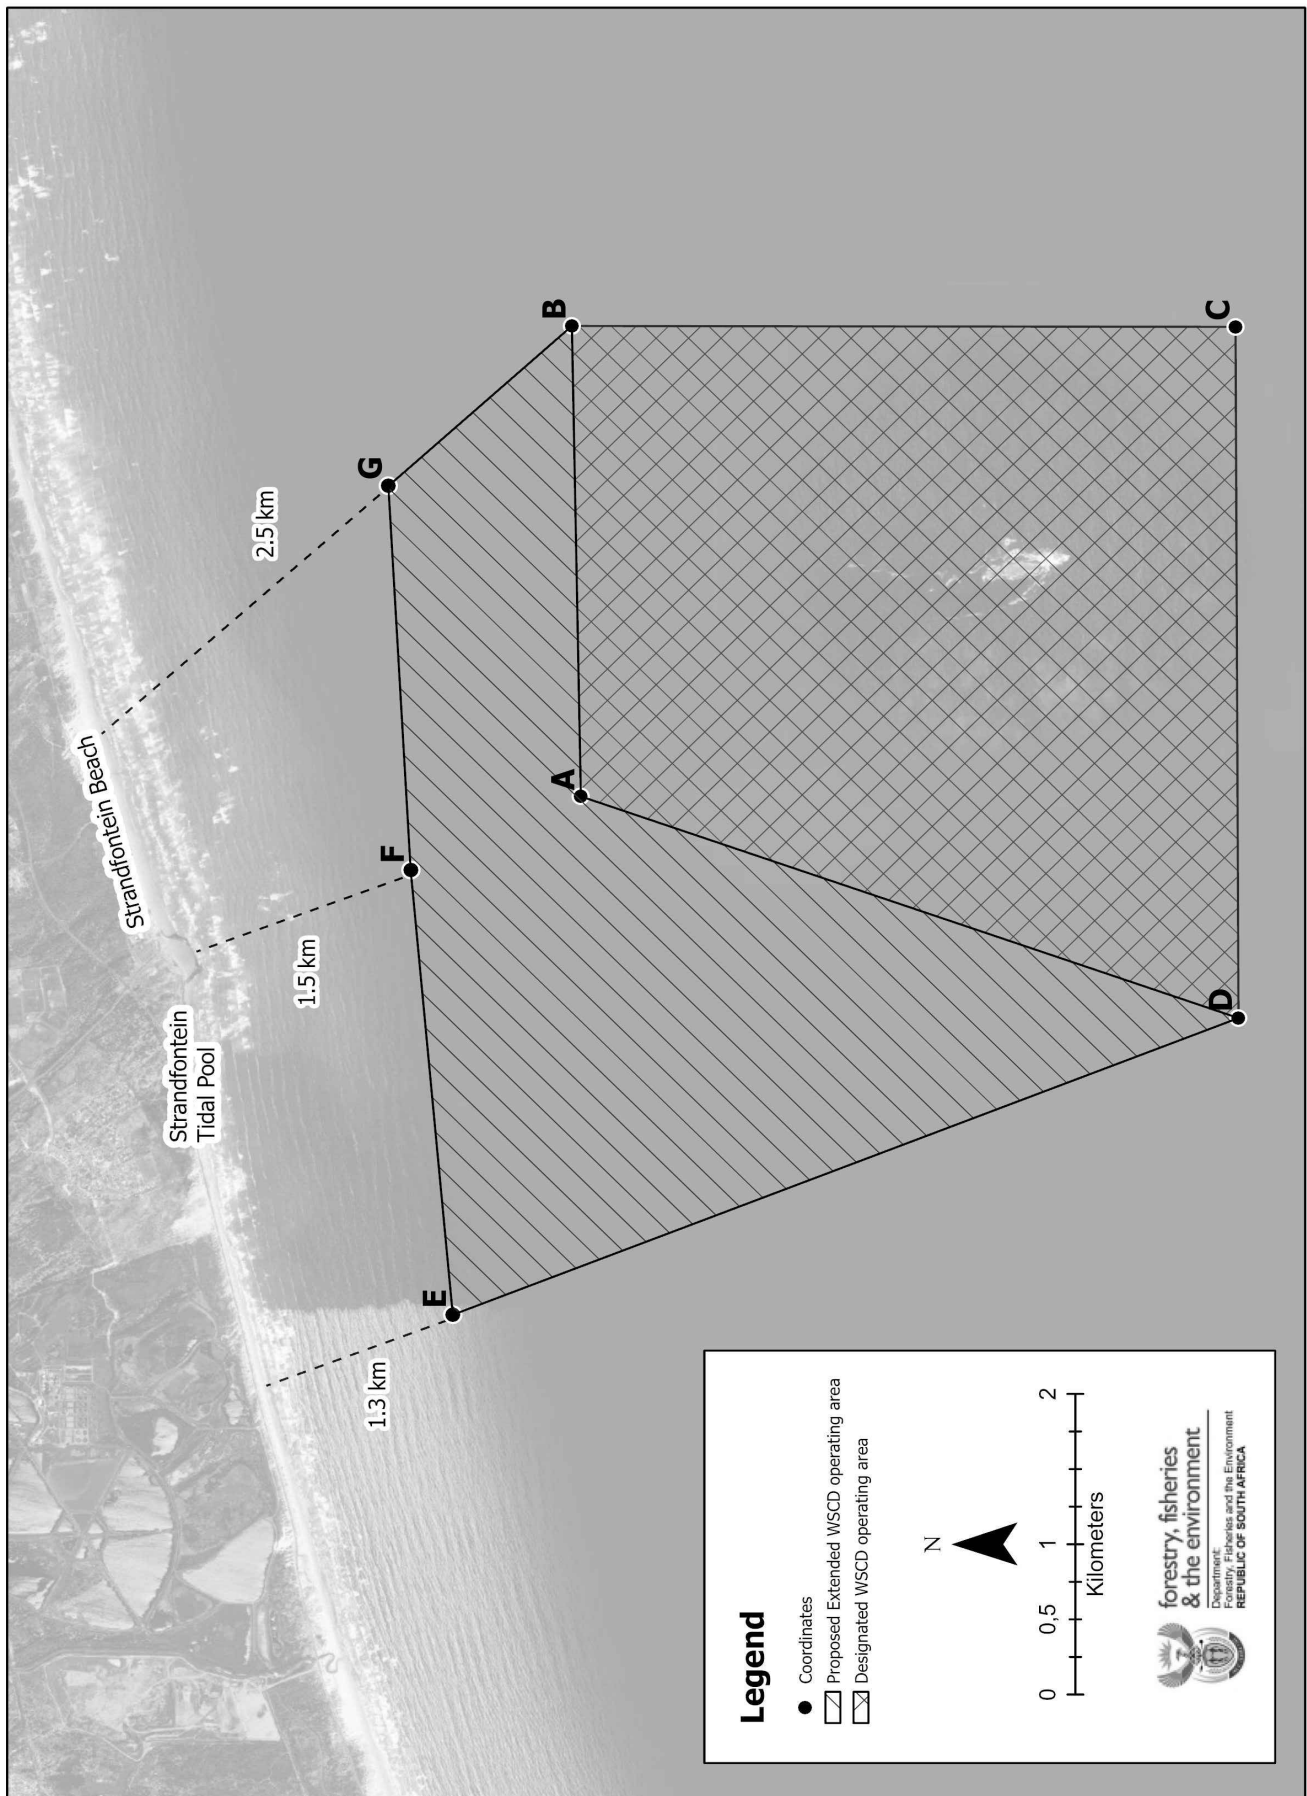 Strandfontein Beach
Strandfontein
Tidal Pool
2.5 km
1.5 km
1.3 km
G
F
E
B
A
C
D
Legend
Coordinates
Proposed Extended WSCD operating area
Designated WSCD operating area
N
0 0,5 1 2
Kilometers
forestry, fisheries
& the environment
Department:
Forestry, Fisheries and the Environment
REPUBLIC OF SOUTH AFRICA